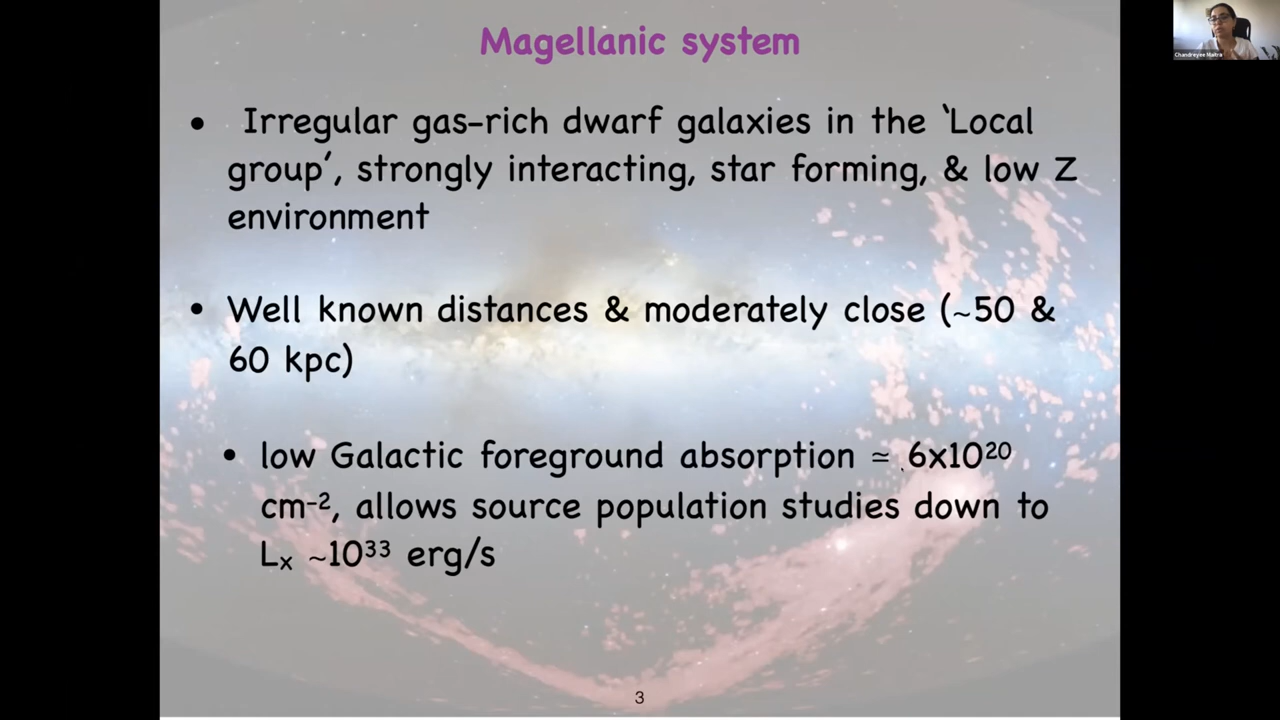 Magellanic system
• Irregular gas-rich dwarf galaxies in the ‘Local
group’, strongly interacting, star forming, & low Z
environment
• Well known distances & moderately close (~50 &
60 kpc)
• low Galactic foreground absorption ≃ 6x10²⁰
cm⁻², allows source population studies down to
Lₓ ~10³³ erg/s
3
Chandreyee Maitra